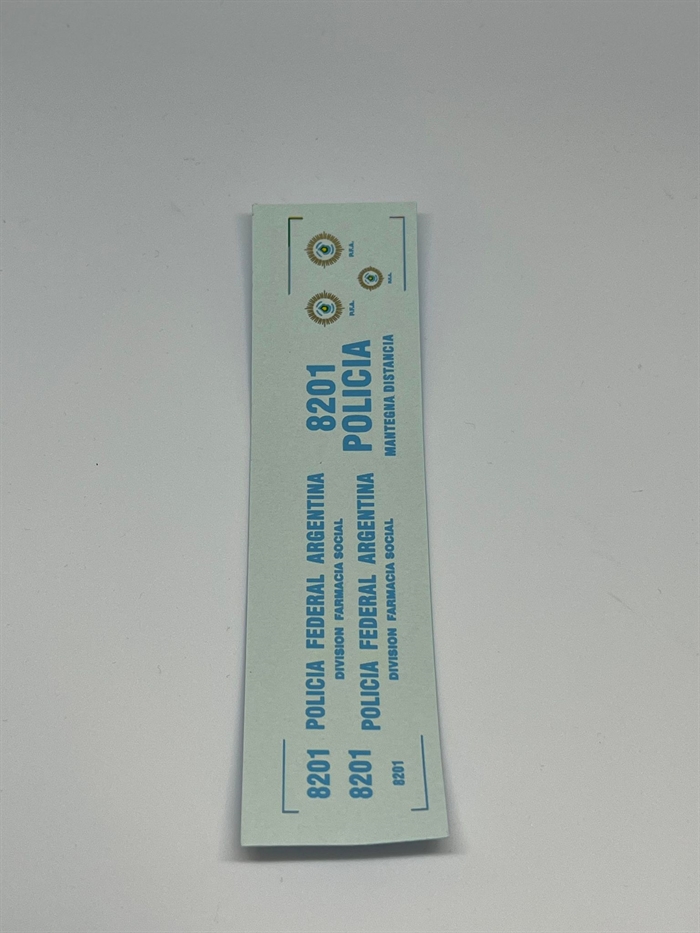 8201 POLICIA FEDERAL ARGENTINA
DIVISION FARMACIA SOCIAL
8201 POLICIA FEDERAL ARGENTINA
DIVISION FARMACIA SOCIAL
8201
8201
POLICIA
MANTEGNA DISTANCIA
P.F.A.
P.F.A.
P.F.A.